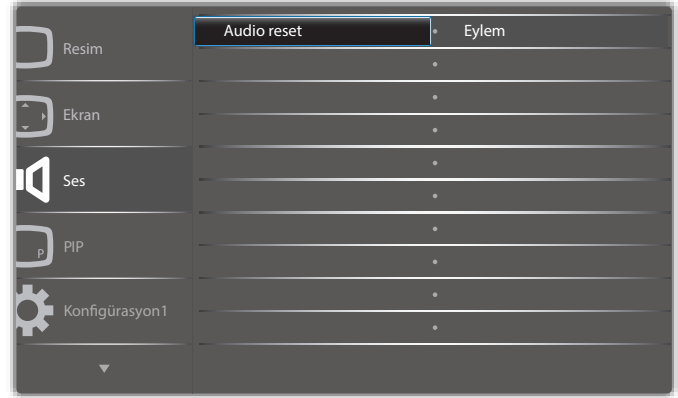 Resim
Ekran
Ses
PIP
P
Konfigürasyon1
Audio reset
Eylem